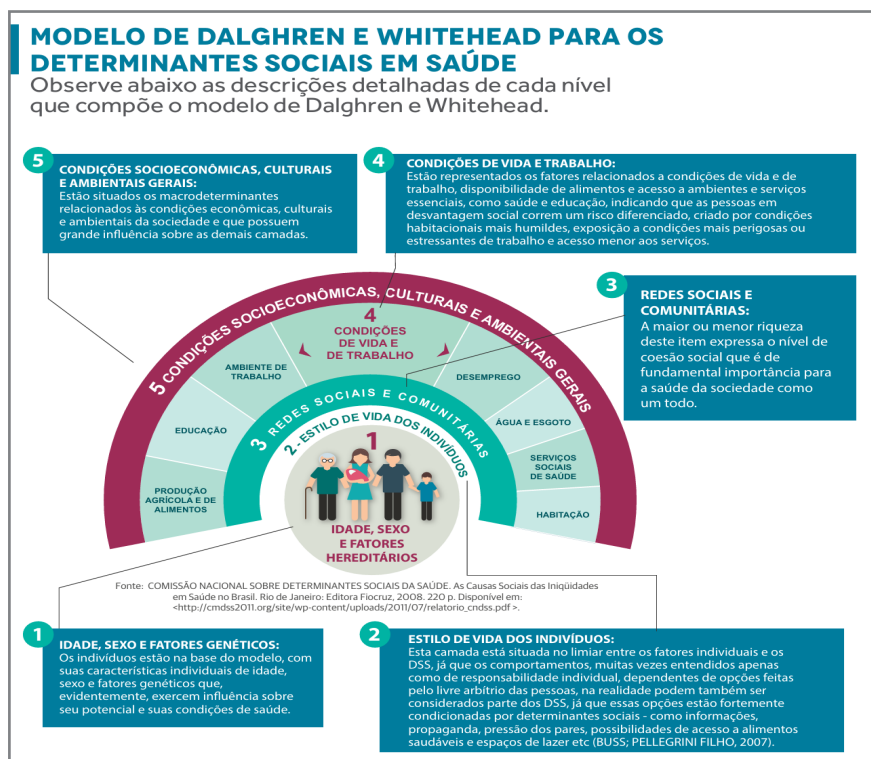 MODELO DE DALGHREN E WHITEHEAD PARA OS
DETERMINANTES SOCIAIS EM SAÚDE
Observe abaixo as descrições detalhadas de cada nível
que compõe o modelo de Dalghren e Whitehead.
5
CONDIÇÕES SOCIOECONÔMICAS, CULTURAIS
E AMBIENTAIS GERAIS:
Estão situados os macrodeterminantes
relacionados às condições econômicas, culturais
e ambientais da sociedade e que possuem
grande influência sobre as demais camadas.
4
CONDIÇÕES DE VIDA E TRABALHO:
Estão representados os fatores relacionados a condições de vida e de
trabalho, disponibilidade de alimentos e acesso a ambientes e serviços
essenciais, como saúde e educação, indicando que as pessoas em
desvantagem social correm um risco diferenciado, criado por condições
habitacionais mais humildes, exposição a condições mais perigosas ou
estressantes de trabalho e acesso menor aos serviços.
3
REDES SOCIAIS E
COMUNITÁRIAS:
A maior ou menor riqueza
deste item expressa o nível de
coesão social que é de
fundamental importância para
a saúde da sociedade como
um todo.
5 CONDIÇÕES SOCIOECONÔMICAS, CULTURAIS E AMBIENTAIS GERAIS
4
CONDIÇÕES
DE VIDA E
DE TRABALHO
AMBIENTE DE
TRABALHO
DESEMPREGO
EDUCAÇÃO
ÁGUA E ESGOTO
PRODUÇÃO
AGRÍCOLA E DE
ALIMENTOS
SERVIÇOS
SOCIAIS
DE SAÚDE
HABITAÇÃO
3 REDES SOCIAIS E COMUNITÁRIAS
2 - ESTILO DE VIDA DOS INDIVÍDUOS
1
IDADE, SEXO
E FATORES
HEREDITÁRIOS
Fonte: COMISSÃO NACIONAL SOBRE DETERMINANTES SOCIAIS DA SAÚDE. As Causas Sociais das Iniqüidades
em Saúde no Brasil. Rio de Janeiro: Editora Fiocruz, 2008. 220 p. Disponível em:
<http://cmdss2011.org/site/wp-content/uploads/2011/07/relatorio_cndss.pdf >.
1
IDADE, SEXO E FATORES GENÉTICOS:
Os indivíduos estão na base do modelo, com
suas características individuais de idade,
sexo e fatores genéticos que,
evidentemente, exercem influência sobre
seu potencial e suas condições de saúde.
2
ESTILO DE VIDA DOS INDIVÍDUOS:
Esta camada está situada no limiar entre os fatores individuais e os
DSS, já que os comportamentos, muitas vezes entendidos apenas
como de responsabilidade individual, dependentes de opções feitas
pelo livre arbítrio das pessoas, na realidade podem também ser
considerados parte dos DSS, já que essas opções estão fortemente
condicionadas por determinantes sociais - como informações,
propaganda, pressão dos pares, possibilidades de acesso a alimentos
saudáveis e espaços de lazer etc (BUSS; PELLEGRINI FILHO, 2007).